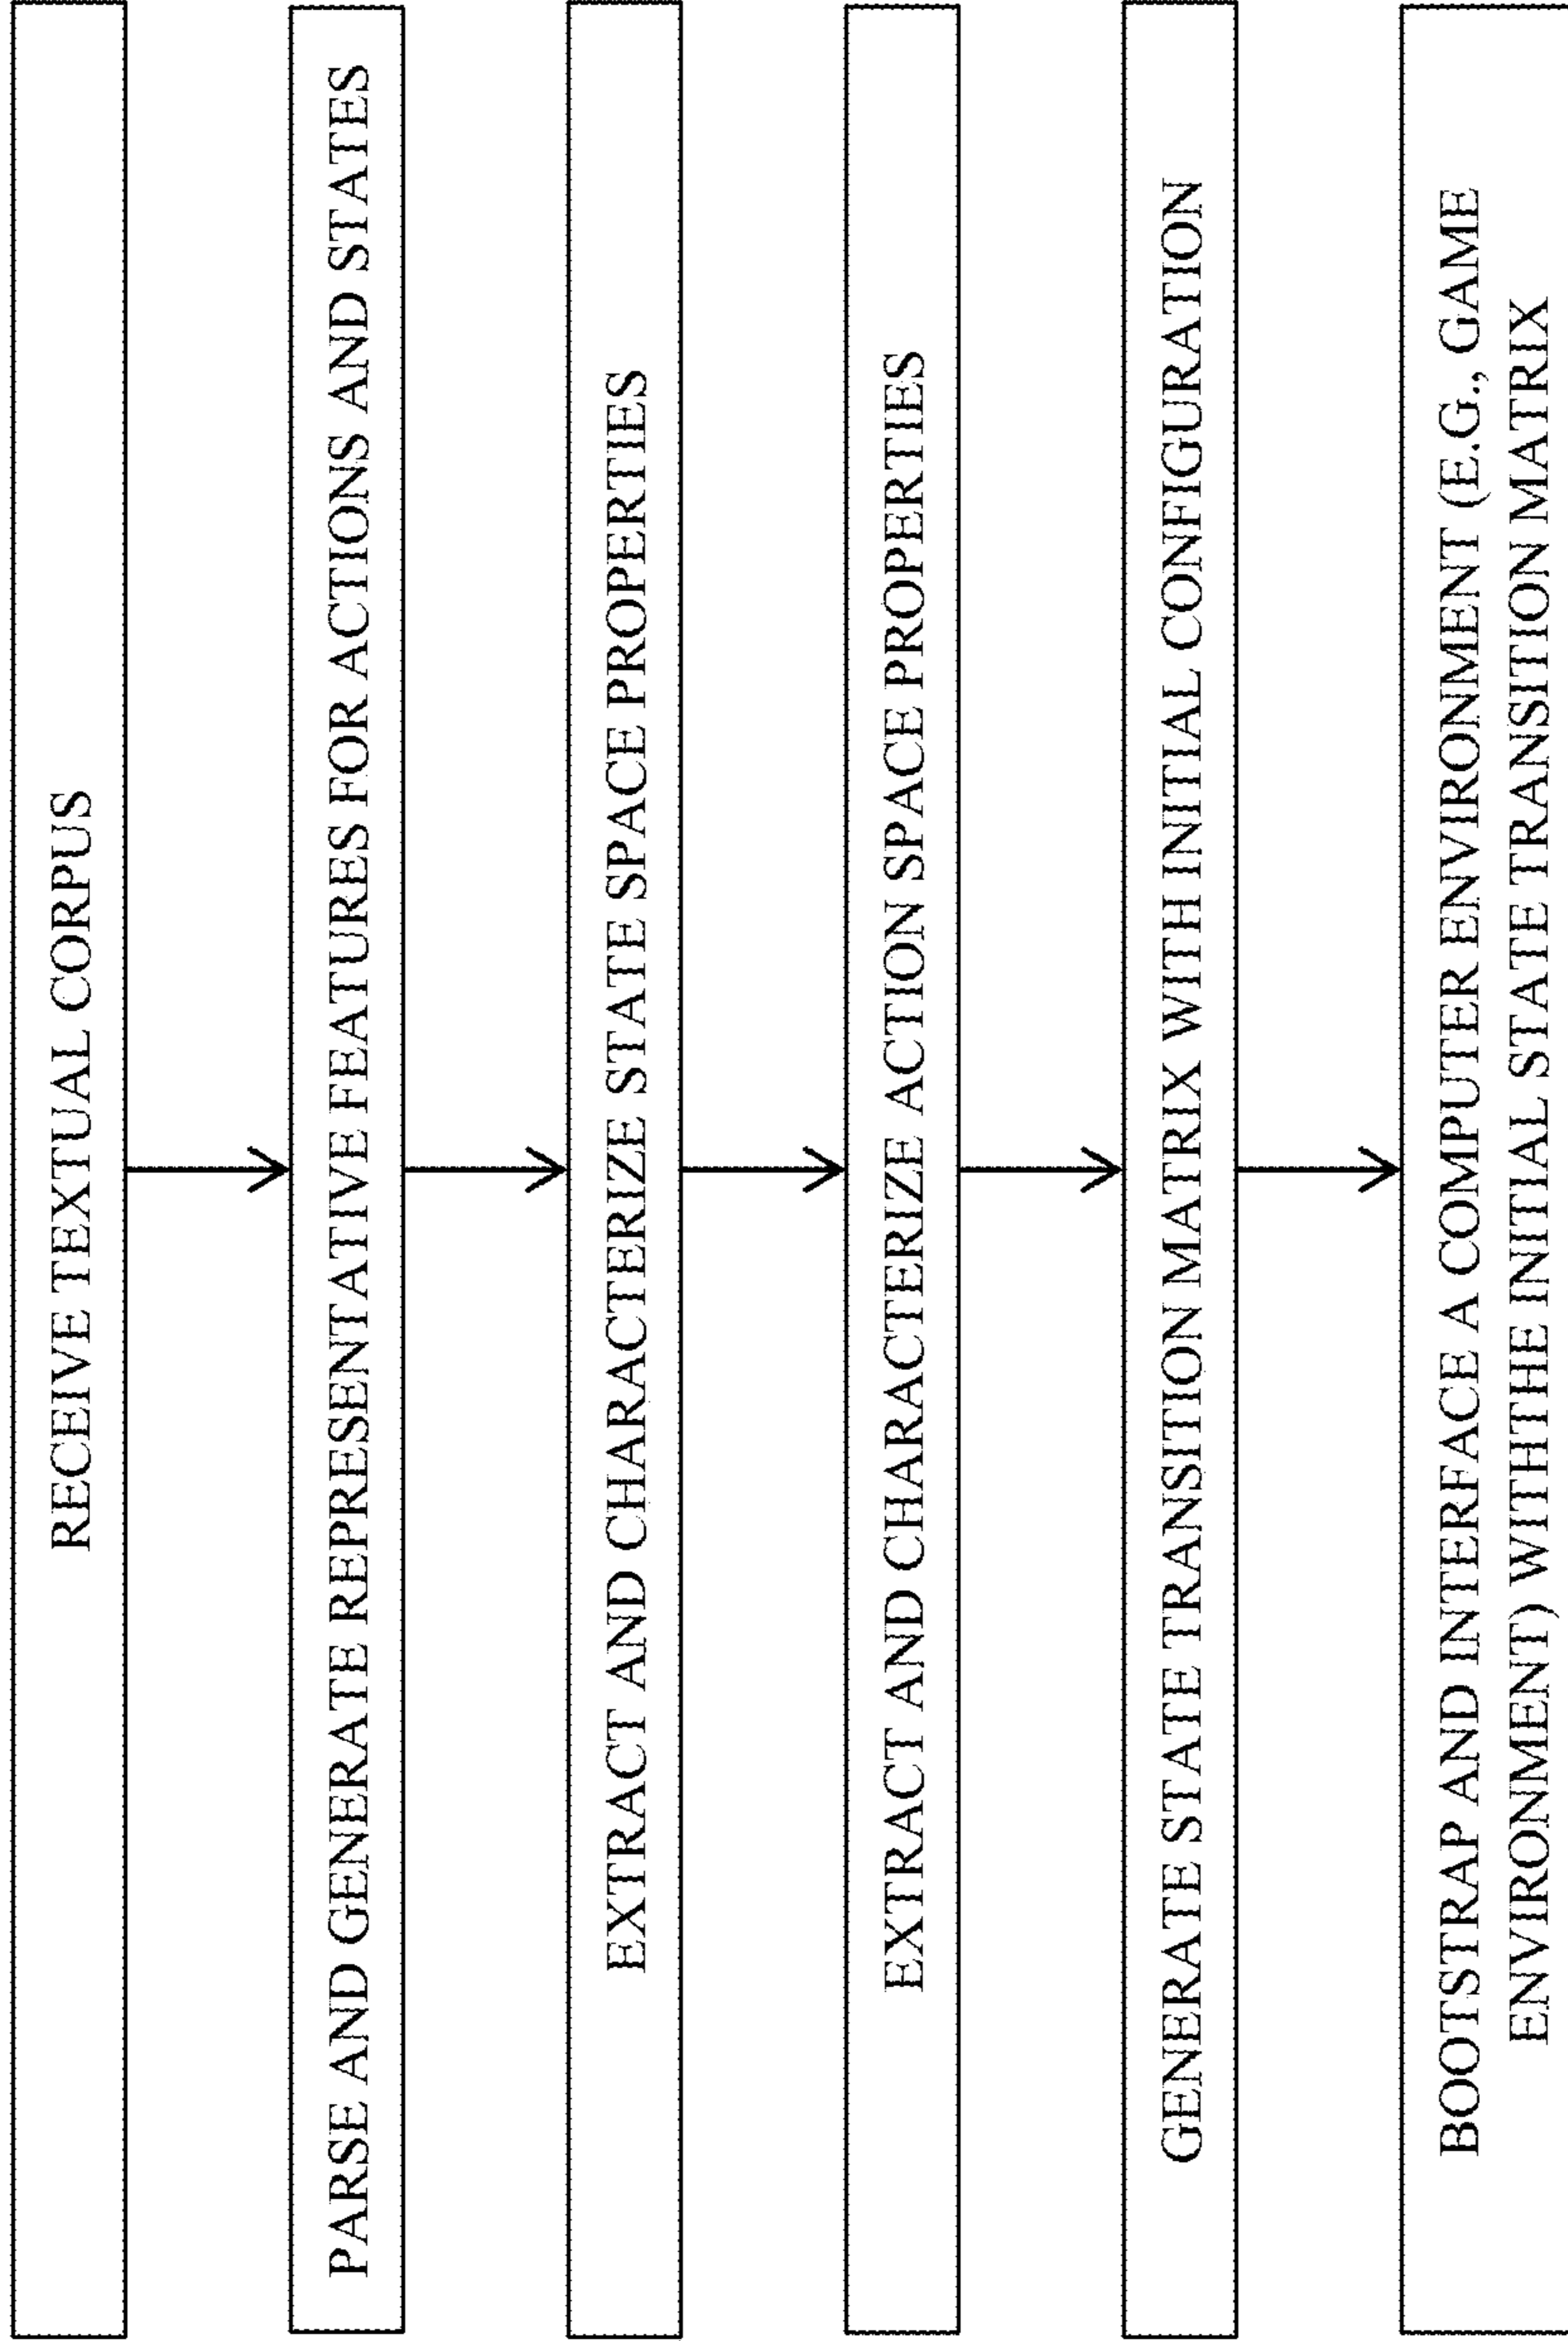 RECEIVE TEXTUAL CORPUS
PARSE AND GENERATE REPRESENTATIVE FEATURES FOR ACTIONS AND STATES
EXTRACT AND CHARACTERIZE STATE SPACE PROPERTIES
EXTRACT AND CHARACTERIZE ACTION SPACE PROPERTIES
GENERATE STATE TRANSITION MATRIX WITH INITIAL CONFIGURATION
BOOTSTRAP AND INTERFACE A COMPUTER ENVIRONMENT (E.G., GAME
ENVIRONMENT) WITHTHE INITIAL STATE TRANSITION MATRIX